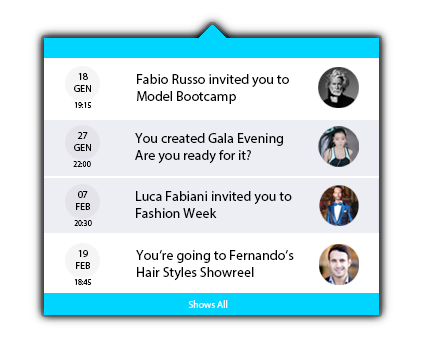 18
GEN
19:15
Fabio Russo invited you to
Model Bootcamp
27
GEN
22:00
You created Gala Evening
Are you ready for it?
07
FEB
20:30
Luca Fabiani invited you to
Fashion Week
19
FEB
18:45
You're going to Fernando's
Hair Styles Showreel
Shows All